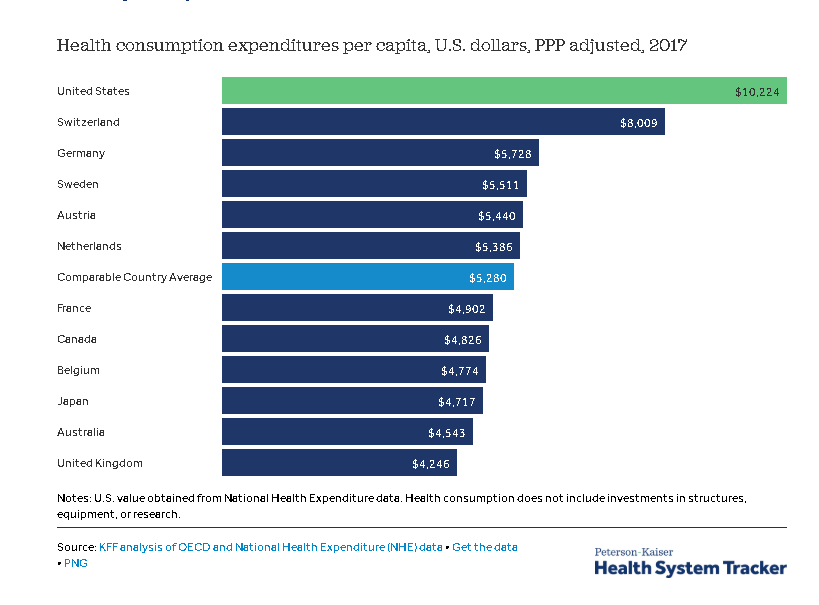 Health consumption expenditures per capita, U.S. dollars, PPP adjusted, 2017
United States $10,224
Switzerland $8,009
Germany $5,728
Sweden $5,511
Austria $5,440
Netherlands $5,386
Comparable Country Average $5,280
France $4,902
Canada $4,826
Belgium $4,774
Japan $4,717
Australia $4,543
United Kingdom $4,246
Notes: U.S. value obtained from National Health Expenditure data. Health consumption does not include investments in structures,
equipment, or research.
Source: KFF analysis of OECD and National Health Expenditure (NHE) data • Get the data
• PNG
Peterson-Kaiser
Health System Tracker